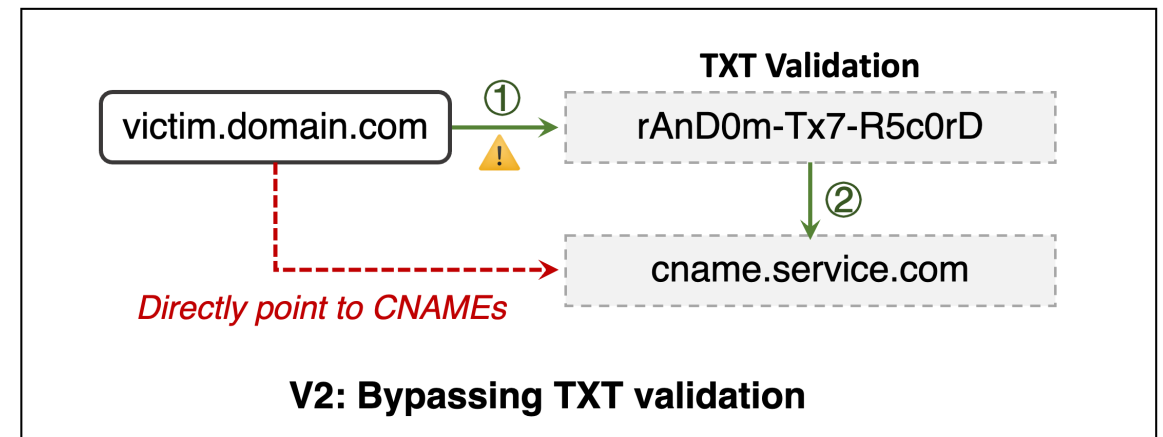 TXT Validation
victim.domain.com
①
rAnD0m-Tx7-R5c0rD
!
②
cname.service.com
Directly point to CNAMEs
V2: Bypassing TXT validation